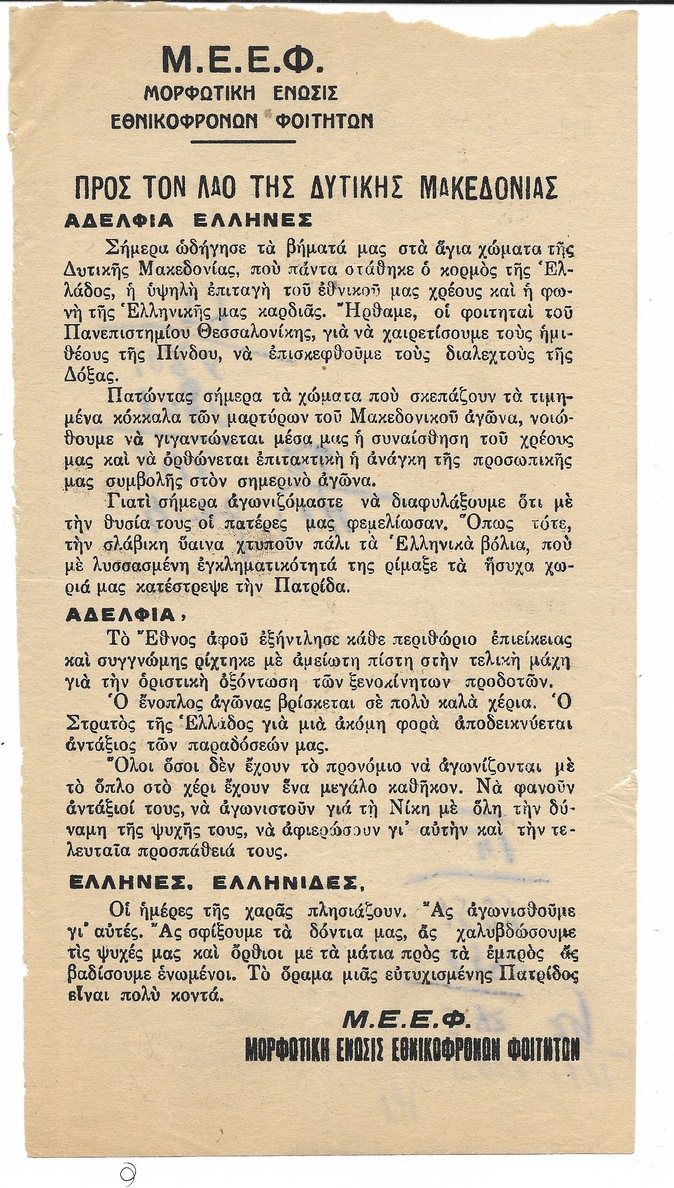 Μ.Ε.Ε.Φ.
ΜΟΡΦΩΤΙΚΗ ΕΝΩΣΙΣ
ΕΘΝΙΚΟΦΡΟΝΩΝ ΦΟΙΤΗΤΩΝ
ΠΡΟΣ ΤΟΝ ΛΑΟ ΤΗΣ ΔΥΤΙΚΗΣ ΜΑΚΕΔΟΝΙΑΣ
ΑΔΕΛΦΙΑ ΕΛΛΗΝΕΣ
Σήμερα ὡδήγησε τὰ βήματά μας στὰ ἅγια χώματα τῆς
Δυτικῆς Μακεδονίας, ποὺ πάντα στάθηκε ὁ κορμὸς τῆς Ἑλ-
λάδος, ἡ ὑψηλὴ ἐπιταγὴ τοῦ ἐθνικοῦ μας χρέους καὶ ἡ φω-
νὴ τῆς Ἑλληνικῆς μας καρδιᾶς. Ἤρθαμε, οἱ φοιτηταὶ τοῦ
Πανεπιστημίου Θεσσαλονίκης, γιὰ νὰ χαιρετίσουμε τοὺς ἡμι-
θέους τῆς Πίνδου, νὰ ἐπισκεφθοῦμε τοὺς διαλεχτοὺς τῆς
Δόξας.
Πατώντας σήμερα τὰ χώματα ποὺ σκεπάζουν τὰ τιμη-
μένα κόκκαλα τῶν μαρτύρων τοῦ Μακεδονικοῦ ἀγῶνα, νοιώ-
θουμε νὰ γιγαντώνεται μέσα μας ἡ συναίσθηση τοῦ χρέους
μας καὶ νὰ ὀρθώνεται ἐπιτακτικὴ ἡ ἀνάγκη τῆς προσωπικῆς
μας συμβολῆς στὸν σημερινὸ ἀγῶνα.
Γιατὶ σήμερα ἀγωνιζόμαστε νὰ διαφυλάξουμε ὅτι μὲ
τὴν θυσία τους οἱ πατέρες μας φεμελίωσαν. Ὅπως τότε,
τὴν σλάβικη ὕαινα χτυποῦν πάλι τὰ Ἑλληνικὰ βόλια, ποὺ
μὲ λυσσασμένη ἐγκληματικότητά της ρίμαξε τὰ ἥσυχα χω-
ριά μας κατέστρεψε τὴν Πατρίδα.
ΑΔΕΛΦΙΑ,
Τὸ Ἔθνος ἀφοῦ ἐξήντλησε κάθε περιθώριο ἐπιείκειας
καὶ συγγνώμης ρίχτηκε μὲ ἀμείωτη πίστη στὴν τελικὴ μάχη
γιὰ τὴν ὁριστικὴ ὀξόντωση τῶν ξενοκίνητων προδοτῶν.
Ὁ ἔνοπλος ἀγῶνας βρίσκεται σὲ πολὺ καλὰ χέρια. Ὁ
Στρατὸς τῆς Ἑλλάδος γιὰ μιὰ ἀκόμη φορὰ ἀποδεικνύεται
ἀντάξιος τῶν παραδόσεών μας.
Ὅλοι ὅσοι δὲν ἔχουν τὸ προνόμιο νὰ ἀγωνίζονται μὲ
τὸ ὅπλο στὸ χέρι ἔχουν ἕνα μεγάλο καθῆκον. Νὰ φανοῦν
ἀντάξιοί τους, νὰ ἀγωνιστοῦν γιὰ τὴ Νίκη μὲ ὅλη τὴν δύ-
ναμη τῆς ψυχῆς τους, νὰ ἀφιερώσουν γι' αὐτὴν καὶ τὴν τε-
λευταῖα προσπάθειά τους.
ΕΛΛΗΝΕΣ. ΕΛΛΗΝΙΔΕΣ,
Οἱ ἡμέρες τῆς χαρᾶς πλησιάζουν. Ἂς ἀγωνισθοῦμε
γι' αὐτές. Ἂς σφίξουμε τὰ δόντια μας, ἂς χαλυβδώσουμε
τὶς ψυχές μας καὶ ὄρθιοι μὲ τὰ μάτια πρὸς τὰ ἐμπρὸς ἂς
βαδίσουμε ἑνωμένοι. Τὸ ὅραμα μιᾶς εὐτυχισμένης Πατρίδος
εἶναι πολὺ κοντά.
Μ.Ε.Ε.Φ.
ΜΟΡΦΩΤΙΚΗ ΕΝΩΣΙΣ ΕΘΝΙΚΟΦΡΟΝΩΝ ΦΟΙΤΗΤΩΝ